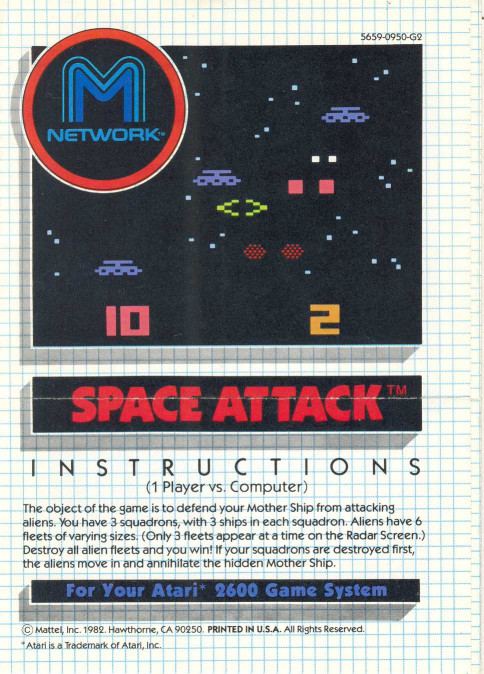 5659-0950-G2
M
NETWORK™
10 2
SPACE ATTACK™
INSTRUCTIONS
(1 Player vs. Computer)
The object of the game is to defend your Mother Ship from attacking
aliens. You have 3 squadrons, with 3 ships in each squadron. Aliens have 6
fleets of varying sizes. (Only 3 fleets appear at a time on the Radar Screen.)
Destroy all alien fleets and you win! If your squadrons are destroyed first,
the aliens move in and annihilate the hidden Mother Ship.
For Your Atari* 2600 Game System
© Mattel, Inc. 1982. Hawthorne, CA 90250. PRINTED IN U.S.A. All Rights Reserved.
*Atari is a Trademark of Atari, Inc.